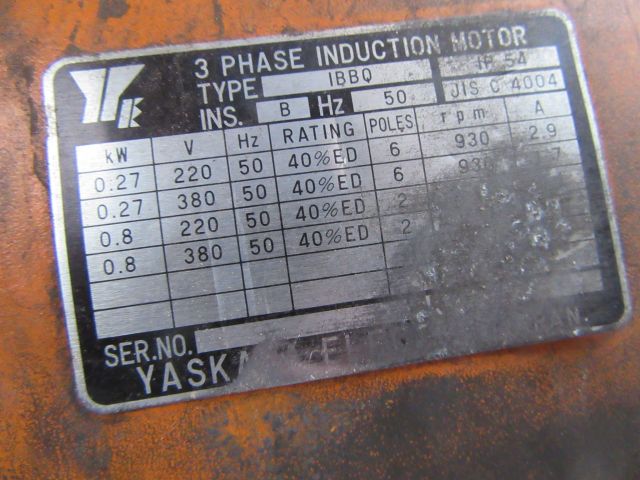 3 PHASE INDUCTION MOTOR
TYPE IBBQ IP 54
INS. B Hz 50 JIS C 4004
kW V Hz RATING POLES rpm A
0.27 220 50 40%ED 6 930 2.9
0.27 380 50 40%ED 6 930
0.8 220 50 40%ED 2
0.8 380 50 40%ED 2
SER.NO.